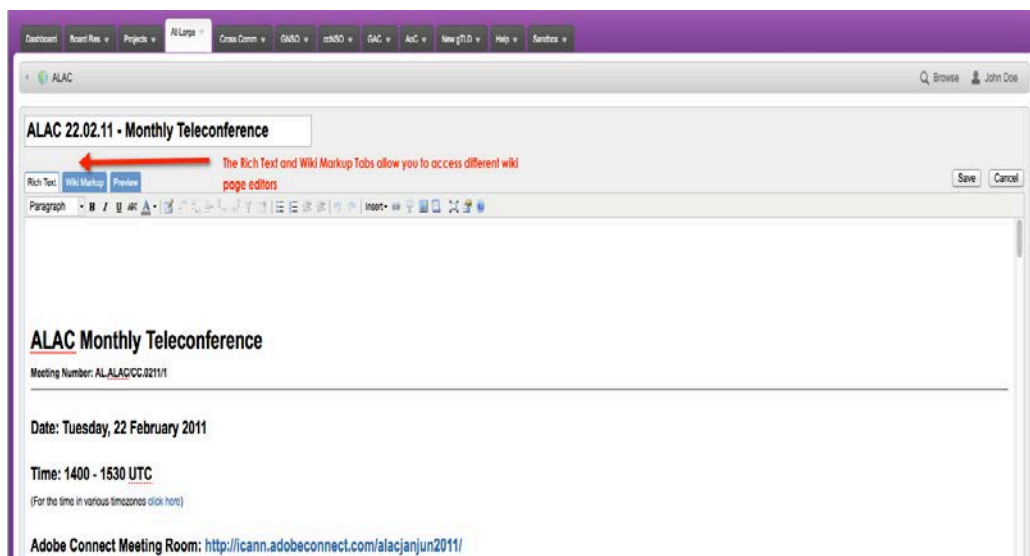 Dashboard Board Res Projects At-Large Cross Comm GNSO ccNSO GAC AoC New gTLD Help Sandbox
ALAC Browse John Doe
ALAC 22.02.11 - Monthly Teleconference
The Rich Text and Wiki Markup Tabs allow you to access different wiki
page editors
Rich Text Wiki Markup Preview Save Cancel
Paragraph B I U ABC A Insert
ALAC Monthly Teleconference
Meeting Number: AL.ALAC/CC.0211/1
Date: Tuesday, 22 February 2011
Time: 1400 - 1530 UTC
(For the time in various timezones click here)
Adobe Connect Meeting Room: http://icann.adobeconnect.com/alacjanjun2011/